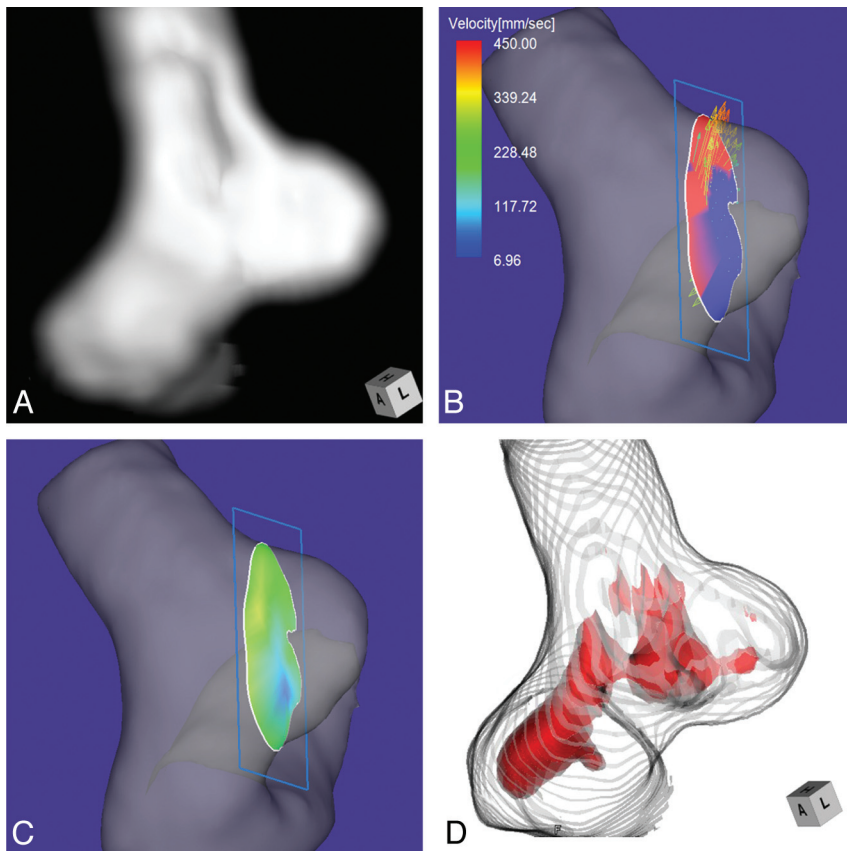 A
H
A L
Velocity[mm/sec]
450.00
339.24
228.48
117.72
6.96
B
C
D
H
A L
F